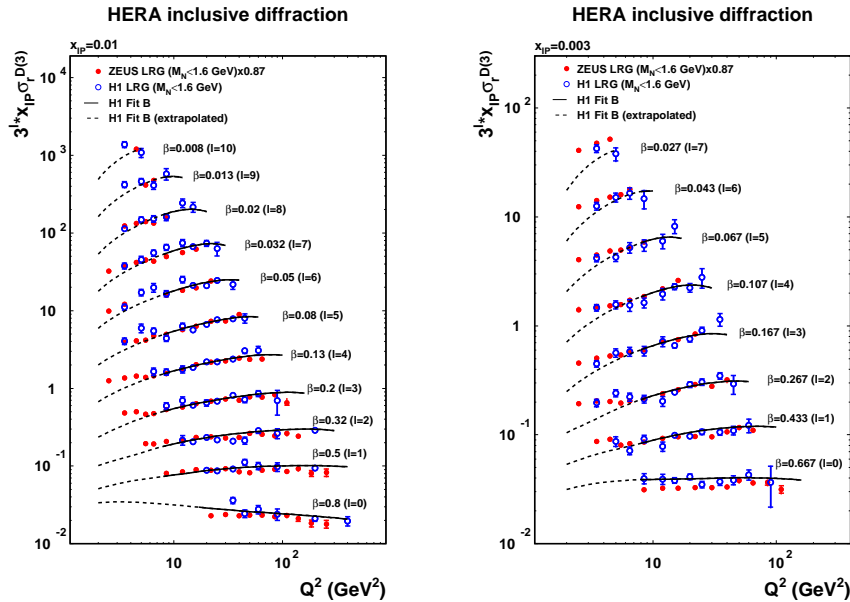 HERA inclusive diffraction
x_IP=0.01
3^l*x_IP σ_r^D(3)
10^4
10^3
10^2
10
1
10^-1
10^-2
ZEUS LRG (M_N<1.6 GeV)x0.87
H1 LRG (M_N<1.6 GeV)
H1 Fit B
H1 Fit B (extrapolated)
β=0.008 (l=10)
β=0.013 (l=9)
β=0.02 (l=8)
β=0.032 (l=7)
β=0.05 (l=6)
β=0.08 (l=5)
β=0.13 (l=4)
β=0.2 (l=3)
β=0.32 (l=2)
β=0.5 (l=1)
β=0.8 (l=0)
10
10^2
Q^2 (GeV^2)
HERA inclusive diffraction
x_IP=0.003
3^l*x_IP σ_r^D(3)
10^2
10
1
10^-1
10^-2
ZEUS LRG (M_N<1.6 GeV)x0.87
H1 LRG (M_N<1.6 GeV)
H1 Fit B
H1 Fit B (extrapolated)
β=0.027 (l=7)
β=0.043 (l=6)
β=0.067 (l=5)
β=0.107 (l=4)
β=0.167 (l=3)
β=0.267 (l=2)
β=0.433 (l=1)
β=0.667 (l=0)
10
10^2
Q^2 (GeV^2)